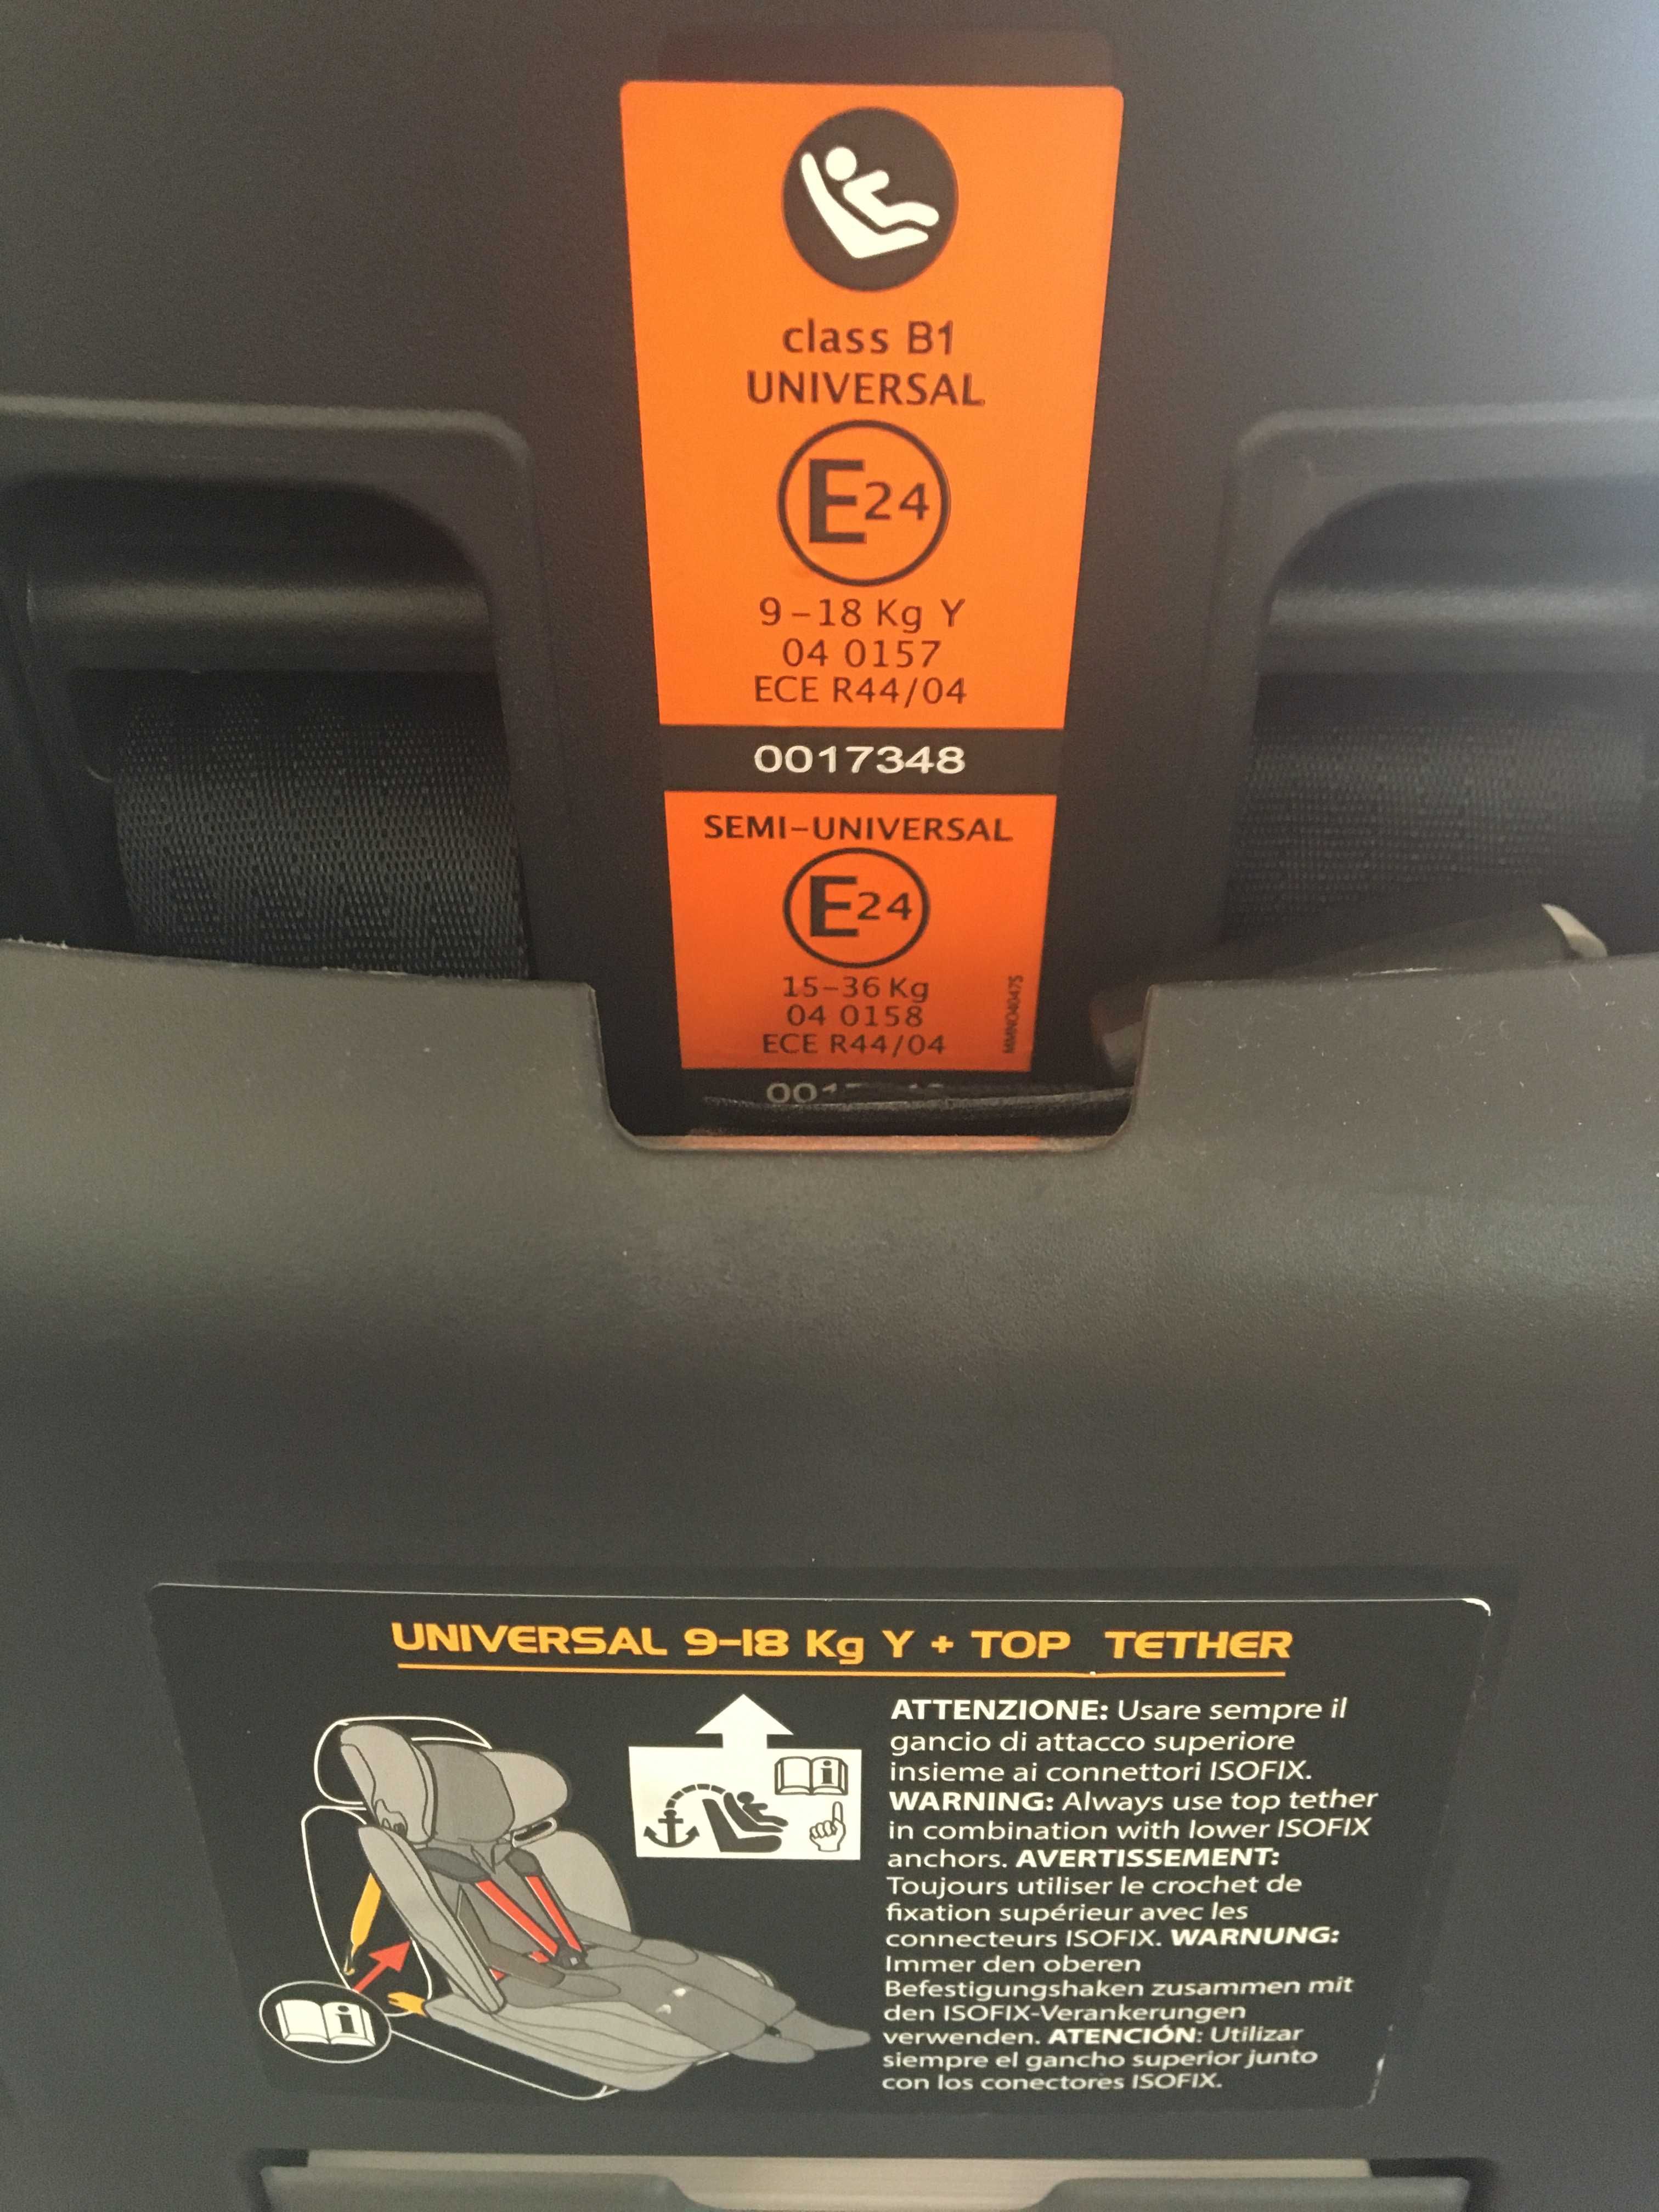 class B1
UNIVERSAL
E24
9-18 Kg Y
04 0157
ECE R44/04
0017348
SEMI-UNIVERSAL
E24
15-36 Kg
04 0158
ECE R44/04
MMNO4047S
UNIVERSAL 9-18 Kg Y + TOP TETHER
ATTENZIONE: Usare sempre il
gancio di attacco superiore
insieme ai connettori ISOFIX.
WARNING: Always use top tether
in combination with lower ISOFIX
anchors. AVERTISSEMENT:
Toujours utiliser le crochet de
fixation supérieur avec les
connecteurs ISOFIX. WARNUNG:
Immer den oberen
Befestigungshaken zusammen mit
den ISOFIX-Verankerungen
verwenden. ATENCIÓN: Utilizar
siempre el gancho superior junto
con los conectores ISOFIX.
i
i